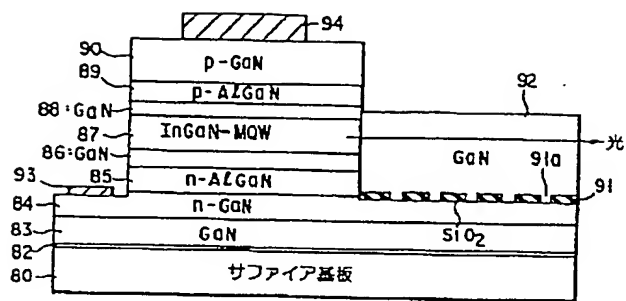 94
90 p-GaN
89 p-AlGaN
88:GaN 92
87 InGaN-MQW 光
86:GaN GaN 91a
93 85 n-AlGaN 91
84 n-GaN
83 GaN SiO2
82
80 サファイア基板